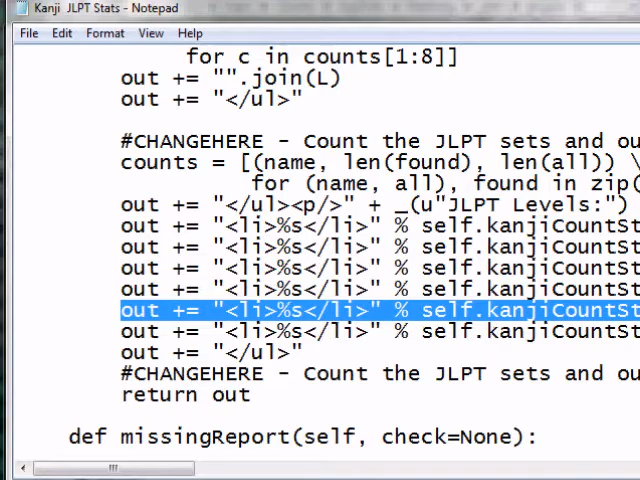 Kanji  JLPT Stats - Notepad
File Edit Format View Help
for c in counts[1:8]]
out += "".join(L)
out += "</ul>"
#CHANGEHERE - Count the JLPT sets and ou
counts = [(name, len(found), len(all)) \
for (name, all), found in zip(
out += "</ul><p/>" + _(u"JLPT Levels:")
out += "<li>%s</li>" % self.kanjiCountSt
out += "<li>%s</li>" % self.kanjiCountSt
out += "<li>%s</li>" % self.kanjiCountSt
out += "<li>%s</li>" % self.kanjiCountSt
out += "<li>%s</li>" % self.kanjiCountSt
out += "<li>%s</li>" % self.kanjiCountSt
out += "</ul>"
#CHANGEHERE - Count the JLPT sets and ou
return out
def missingReport(self, check=None):